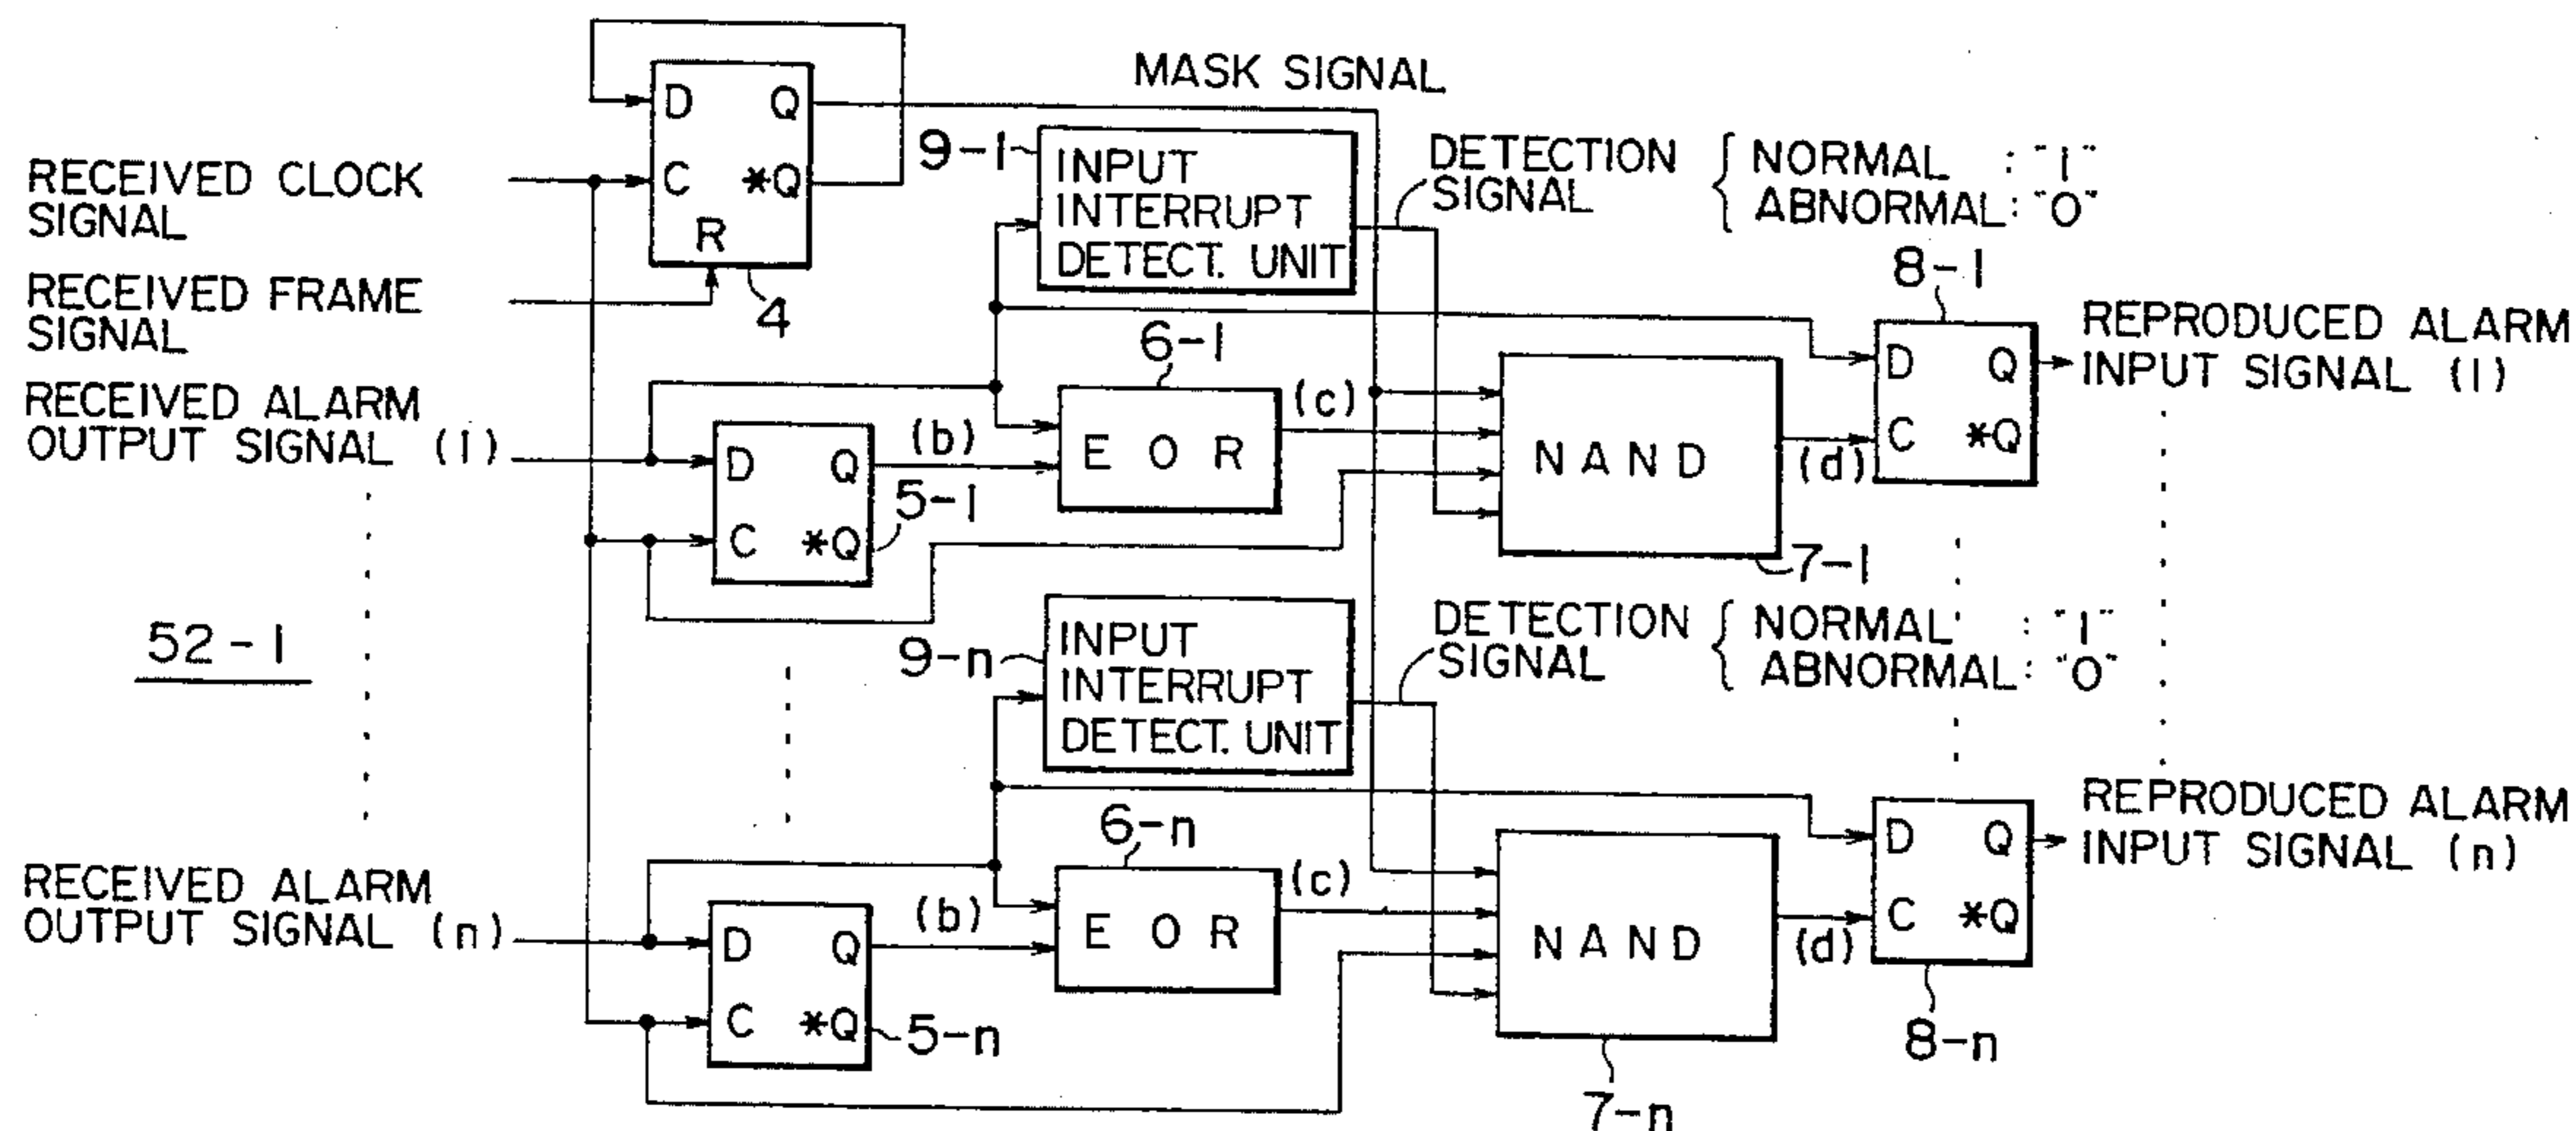 MASK SIGNAL
D Q
C *Q
R
4
RECEIVED CLOCK
SIGNAL
RECEIVED FRAME
SIGNAL
9-1
INPUT
INTERRUPT
DETECT. UNIT
DETECTION
SIGNAL
NORMAL : "1"
ABNORMAL: "0"
8-1
D Q
C *Q
REPRODUCED ALARM
INPUT SIGNAL (1)
RECEIVED ALARM
OUTPUT SIGNAL (1)
D Q
C *Q
5-1
(b)
6-1
E O R
(c)
N A N D
7-1
(d)
52-1
9-n
INPUT
INTERRUPT
DETECT. UNIT
DETECTION
SIGNAL
NORMAL : "1"
ABNORMAL: "0"
RECEIVED ALARM
OUTPUT SIGNAL (n)
D Q
C *Q
5-n
(b)
6-n
E O R
(c)
N A N D
7-n
(d)
D Q
C *Q
8-n
REPRODUCED ALARM
INPUT SIGNAL (n)